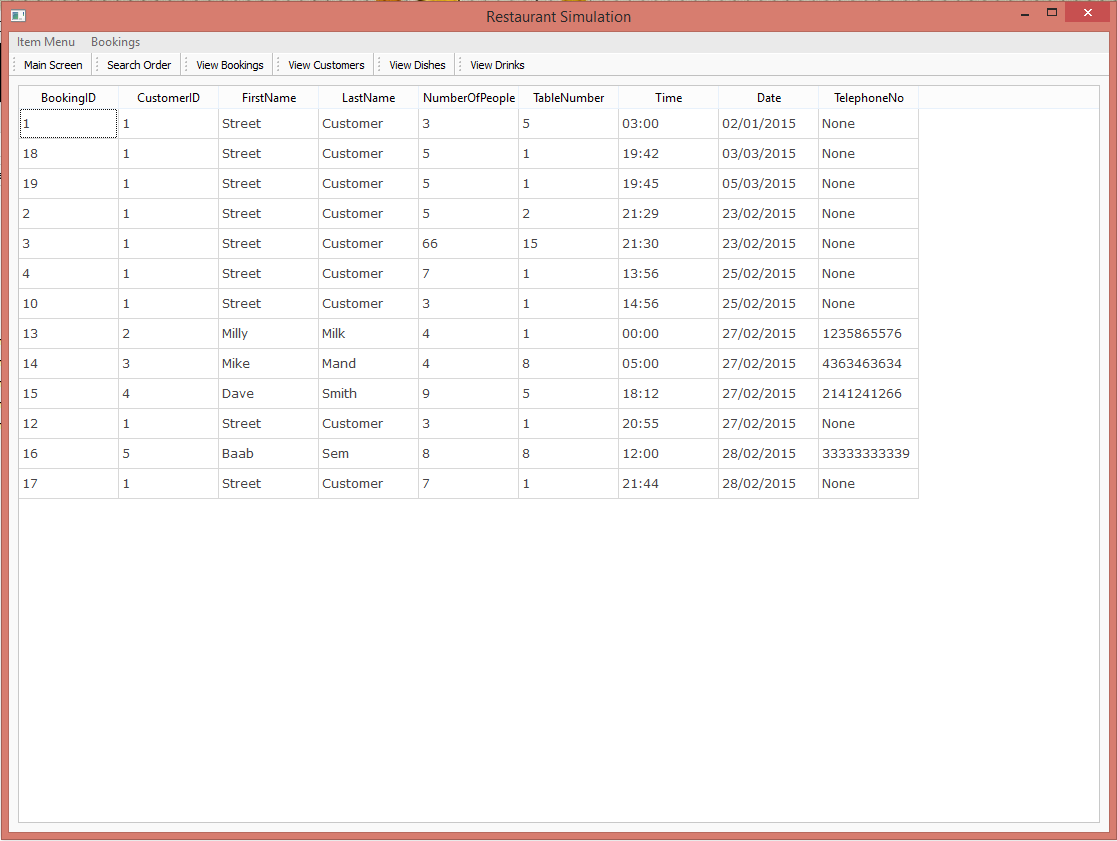 Restaurant Simulation
Item Menu Bookings
Main Screen Search Order View Bookings View Customers View Dishes View Drinks
BookingID CustomerID FirstName LastName NumberOfPeople TableNumber Time Date TelephoneNo
1 1 Street Customer 3 5 03:00 02/01/2015 None
18 1 Street Customer 5 1 19:42 03/03/2015 None
19 1 Street Customer 5 1 19:45 05/03/2015 None
2 1 Street Customer 5 2 21:29 23/02/2015 None
3 1 Street Customer 66 15 21:30 23/02/2015 None
4 1 Street Customer 7 1 13:56 25/02/2015 None
10 1 Street Customer 3 1 14:56 25/02/2015 None
13 2 Milly Milk 4 1 00:00 27/02/2015 1235865576
14 3 Mike Mand 4 8 05:00 27/02/2015 4363463634
15 4 Dave Smith 9 5 18:12 27/02/2015 2141241266
12 1 Street Customer 3 1 20:55 27/02/2015 None
16 5 Baab Sem 8 8 12:00 28/02/2015 33333333339
17 1 Street Customer 7 1 21:44 28/02/2015 None